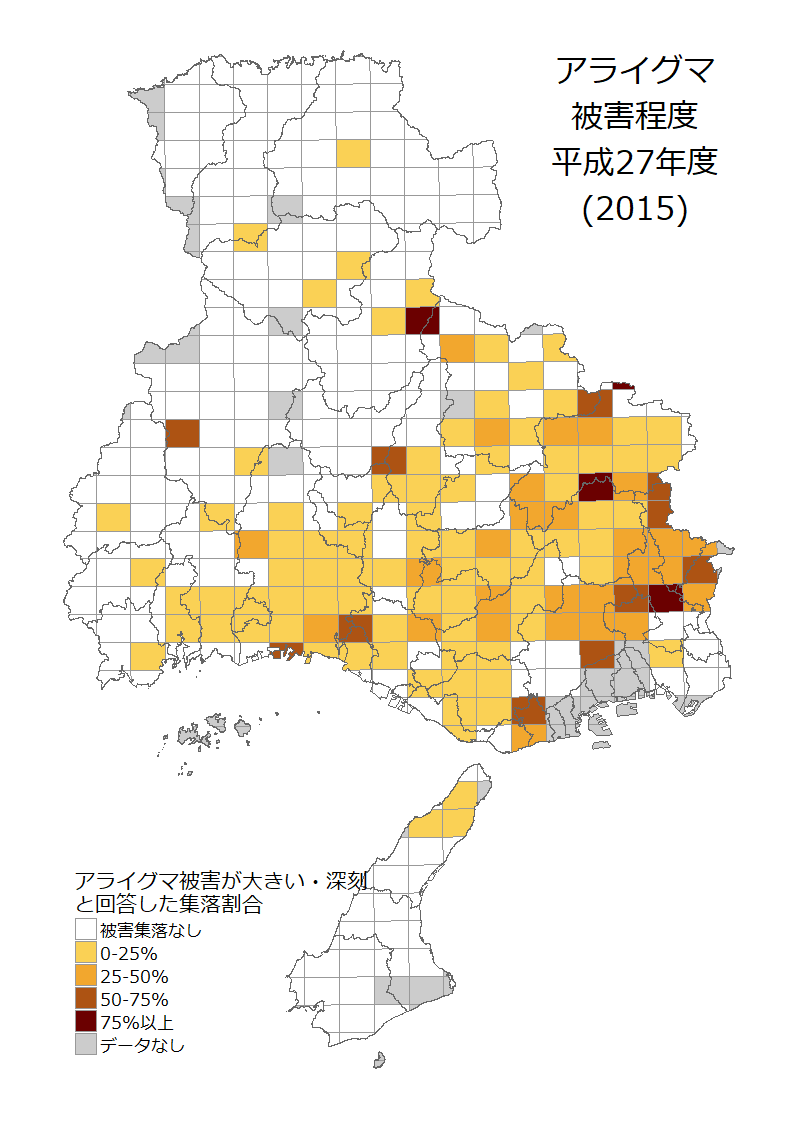 アライグマ
被害程度
平成27年度
(2015)
アライグマ被害が大きい・深刻
と回答した集落割合
被害集落なし
0-25%
25-50%
50-75%
75%以上
データなし